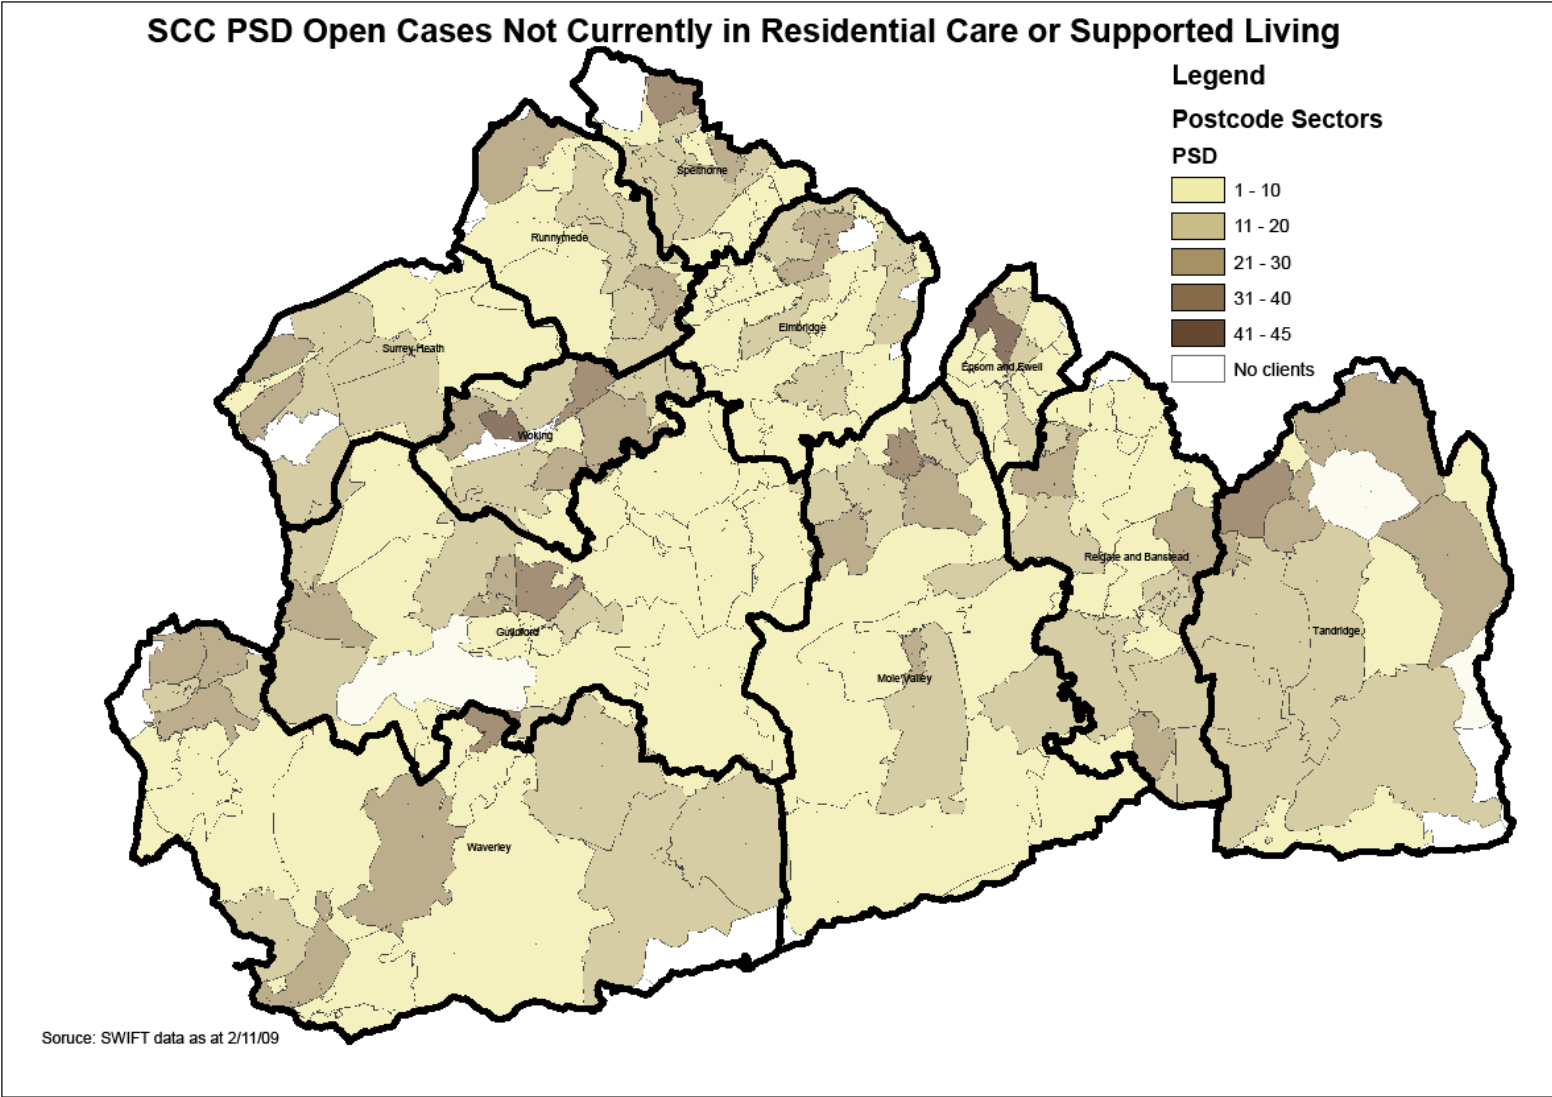 SCC PSD Open Cases Not Currently in Residential Care or Supported Living
Legend
Postcode Sectors
PSD
1 - 10
11 - 20
21 - 30
31 - 40
41 - 45
No clients
Spelthorne
Runnymede
Elmbridge
Surrey Heath
Epsom and Ewell
Woking
Reigate and Banstead
Guildford
Tandridge
Mole Valley
Waverley
Soruce: SWIFT data as at 2/11/09